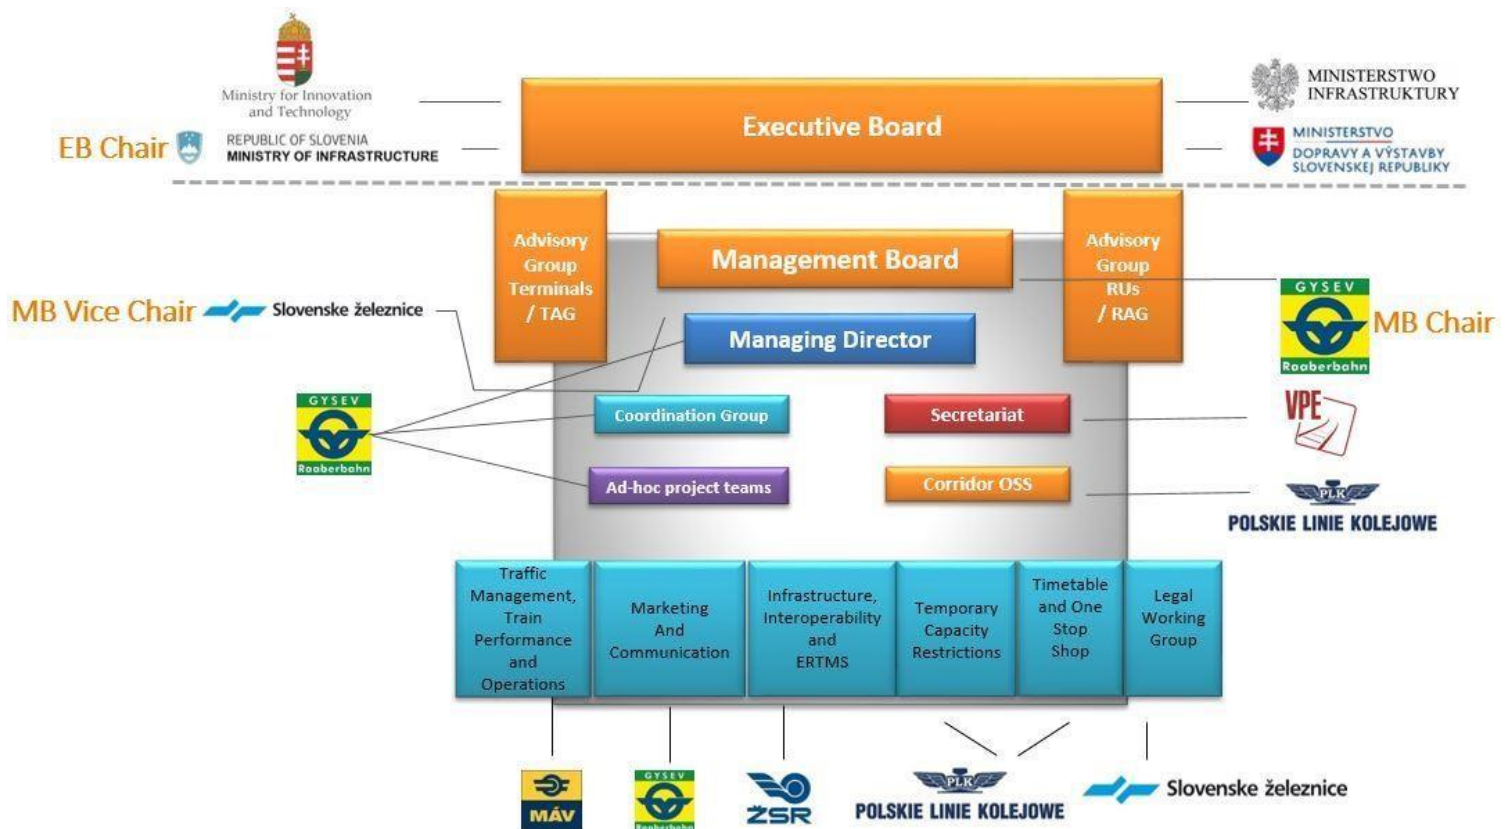 Ministry for Innovation
and Technology
EB Chair
REPUBLIC OF SLOVENIA
MINISTRY OF INFRASTRUCTURE
Executive Board
MINISTERSTWO
INFRASTRUKTURY
MINISTERSTVO
DOPRAVY A VÝSTAVBY
SLOVENSKEJ REPUBLIKY
Advisory
Group
Terminals
/ TAG
Management Board
Advisory
Group
RUs
/ RAG
MB Vice Chair
Slovenske železnice
Managing Director
GYSEV
Raaberbahn
MB Chair
GYSEV
Raaberbahn
Coordination Group
Secretariat
VPE
Ad-hoc project teams
Corridor OSS
PLK
POLSKIE LINIE KOLEJOWE
Traffic
Management,
Train
Performance
and
Operations
Marketing
And
Communication
Infrastructure,
Interoperability
and
ERTMS
Temporary
Capacity
Restrictions
Timetable
and One
Stop
Shop
Legal
Working
Group
MÁV
GYSEV
Raaberbahn
ŽSR
PLK
POLSKIE LINIE KOLEJOWE
Slovenske železnice